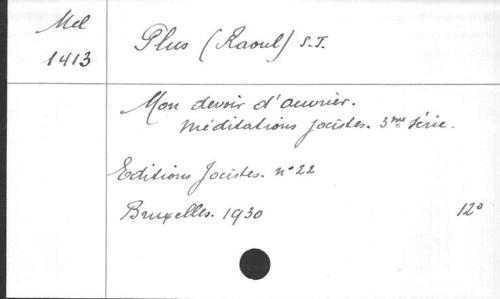 Mel
1413
Plus (Raoul) S.J.
Mon devoir d'ouvrier.
Méditations jocistes. 3me série.
Editions Jocistes. n° 22
Bruxelles. 1930 12°